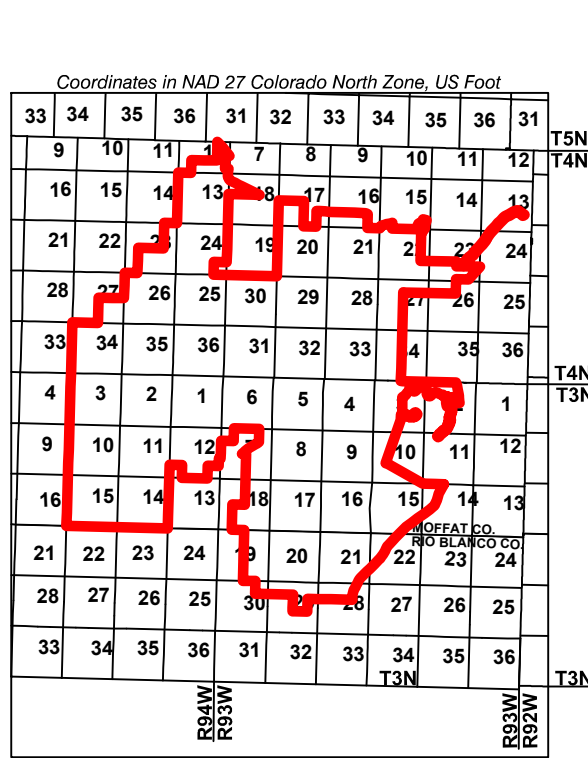 Coordinates in NAD 27 Colorado North Zone, US Foot
33 34 35 36 31 32 33 34 35 36 31
T5N
T4N
9 10 11 7 8 9 10 11 12
16 15 14 13 18 17 16 15 14 13
21 22 24 19 20 21 24
28 27 26 25 30 29 28 27 26 25
33 34 35 36 31 32 33 35 36
T4N
T3N
4 3 2 1 6 5 4 1
9 10 11 12 8 9 10 11 12
16 15 14 13 18 17 16 15 14 13
MOFFAT CO.
RIO BLANCO CO.
21 22 23 24 19 20 21 22 23 24
28 27 26 25 30 28 27 26 25
33 34 35 36 31 32 33 34 35 36
T3N T3N
R94W R93W R93W R92W